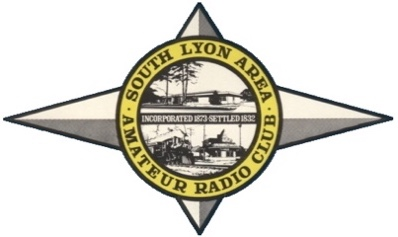 · SOUTH LYON AREA ·
INCORPORATED 1873·SETTLED 1832
AMATEUR RADIO CLUB